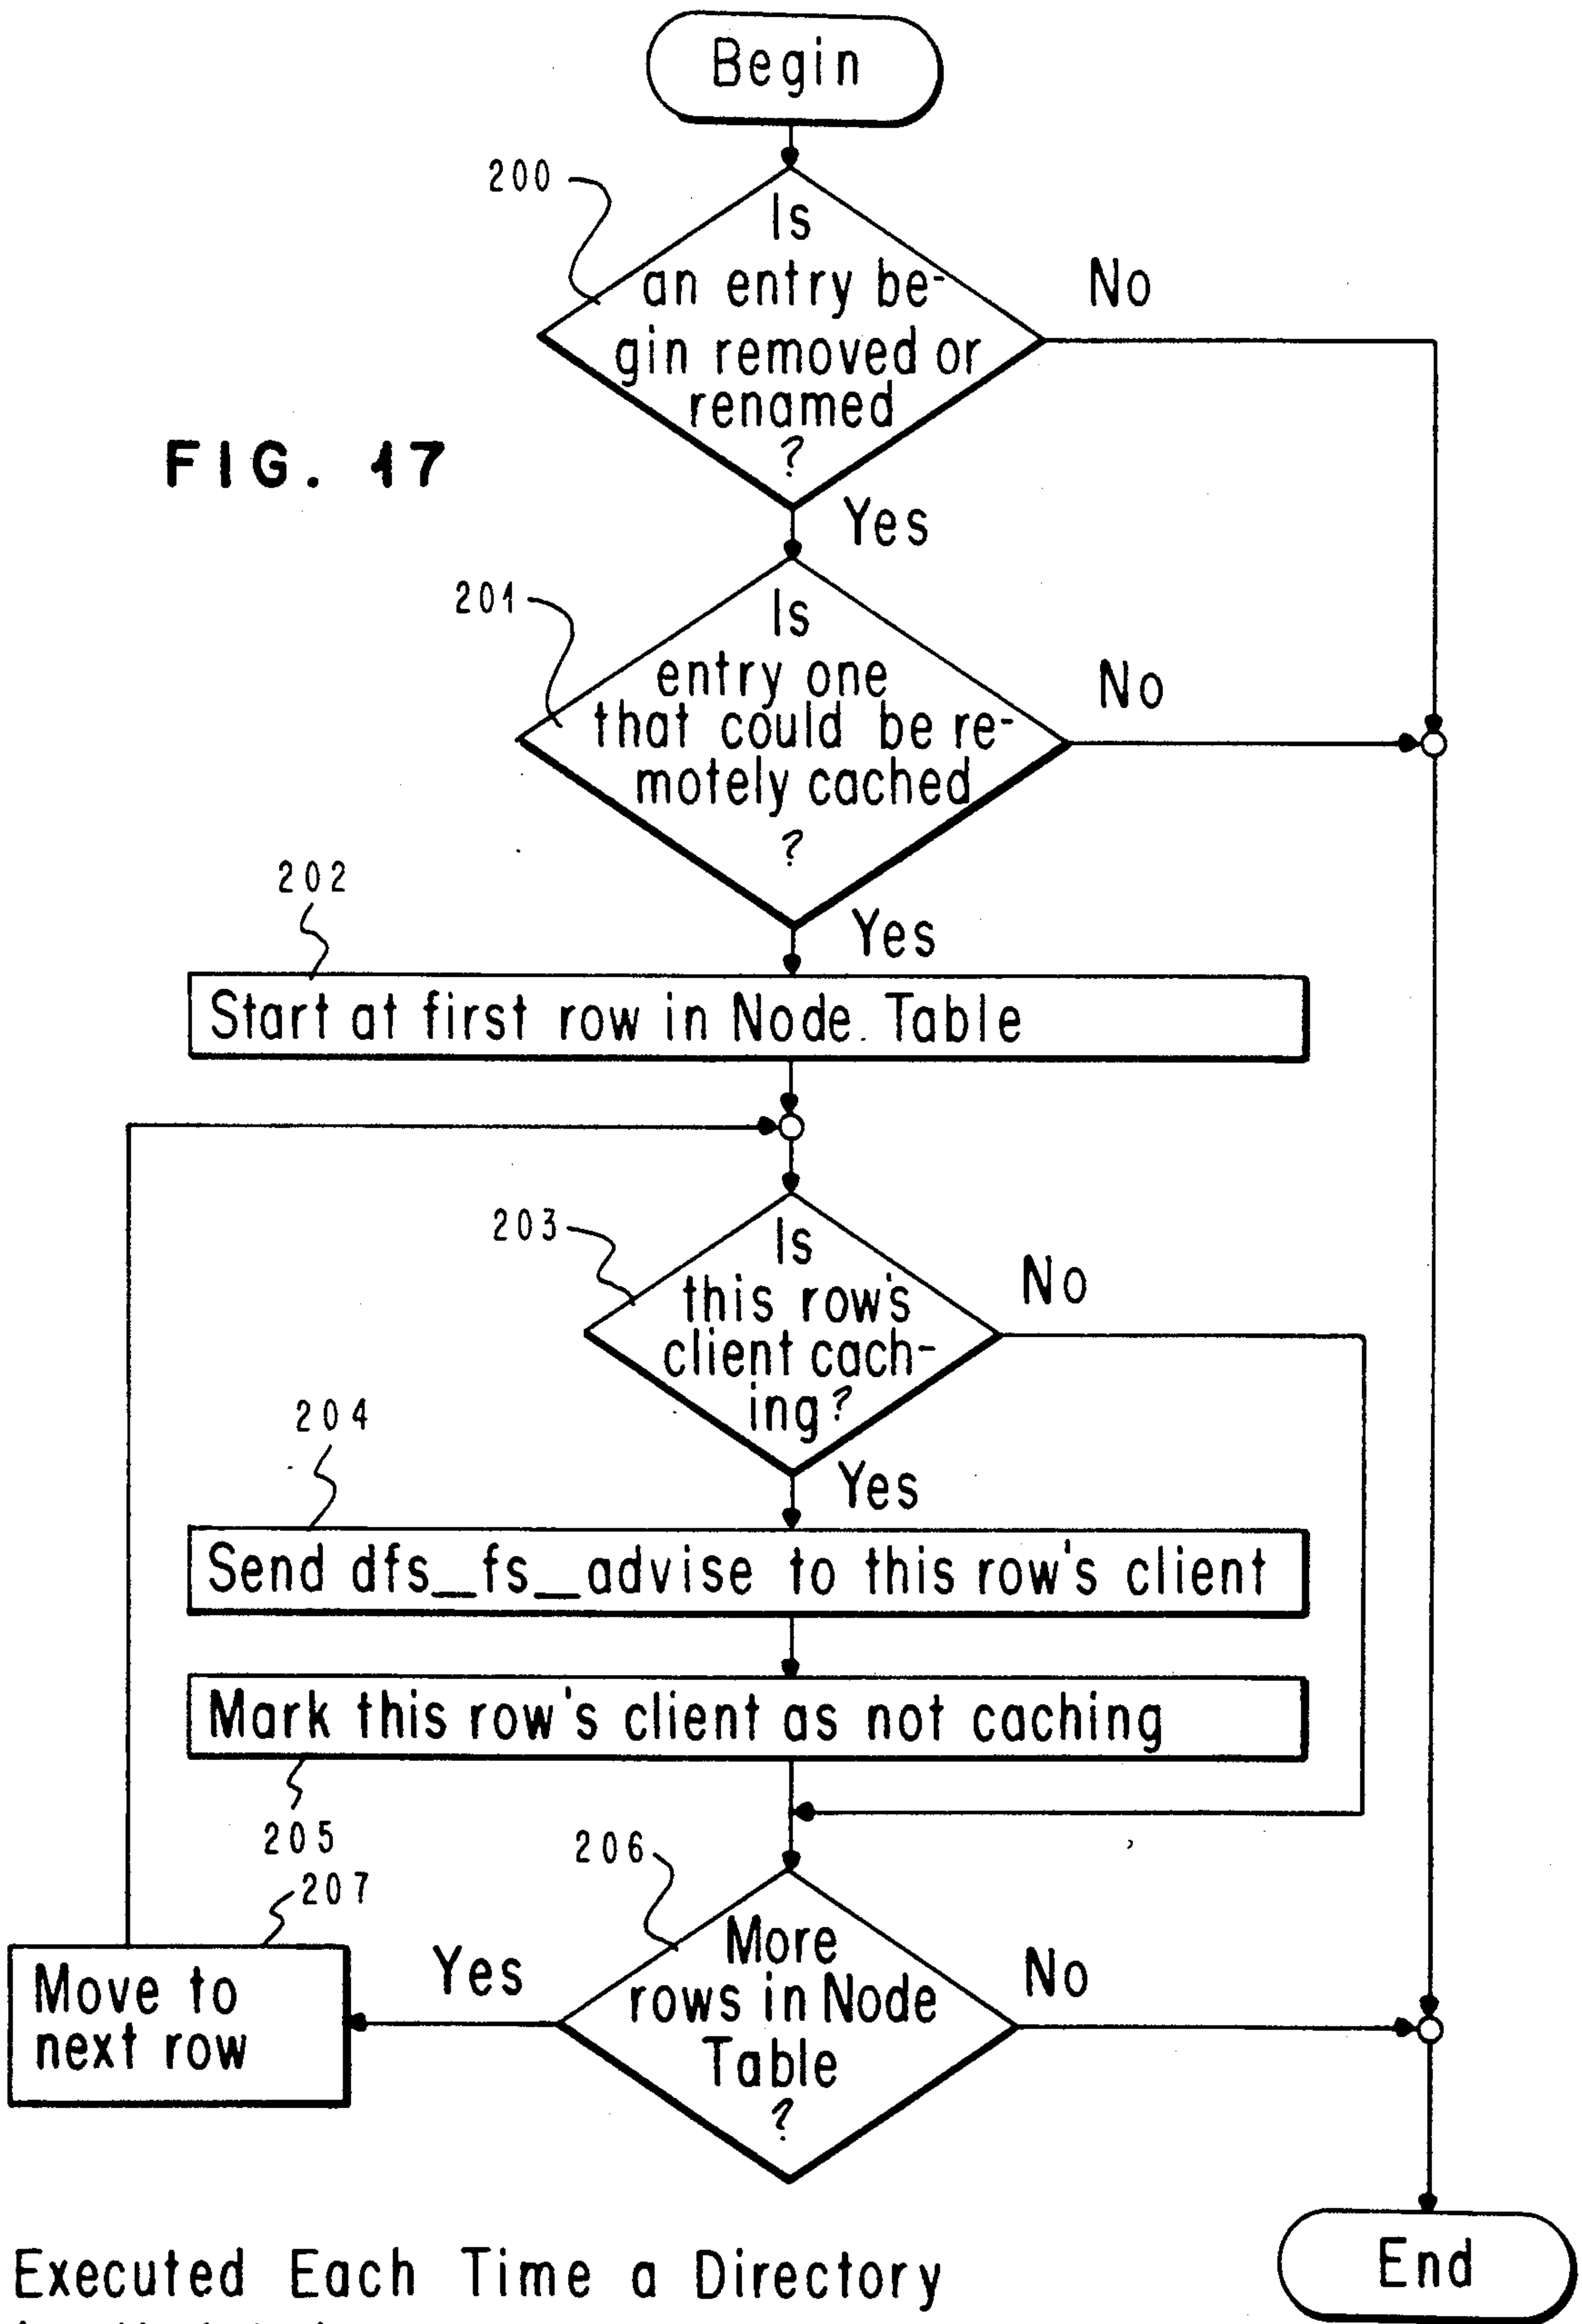 Begin
200
Is
an entry be-
gin removed or
renamed
?
No
FIG. 17
Yes
201
Is
entry one
that could be re-
motely cached
?
No
202
Yes
Start at first row in Node Table
203
Is
this row's
client cach-
ing?
No
204
Yes
Send dfs_fs_advise to this row's client
Mark this row's client as not caching
205
206
207
More
rows in Node
Table
?
Yes
No
Move to
next row
End
Executed Each Time a Directory